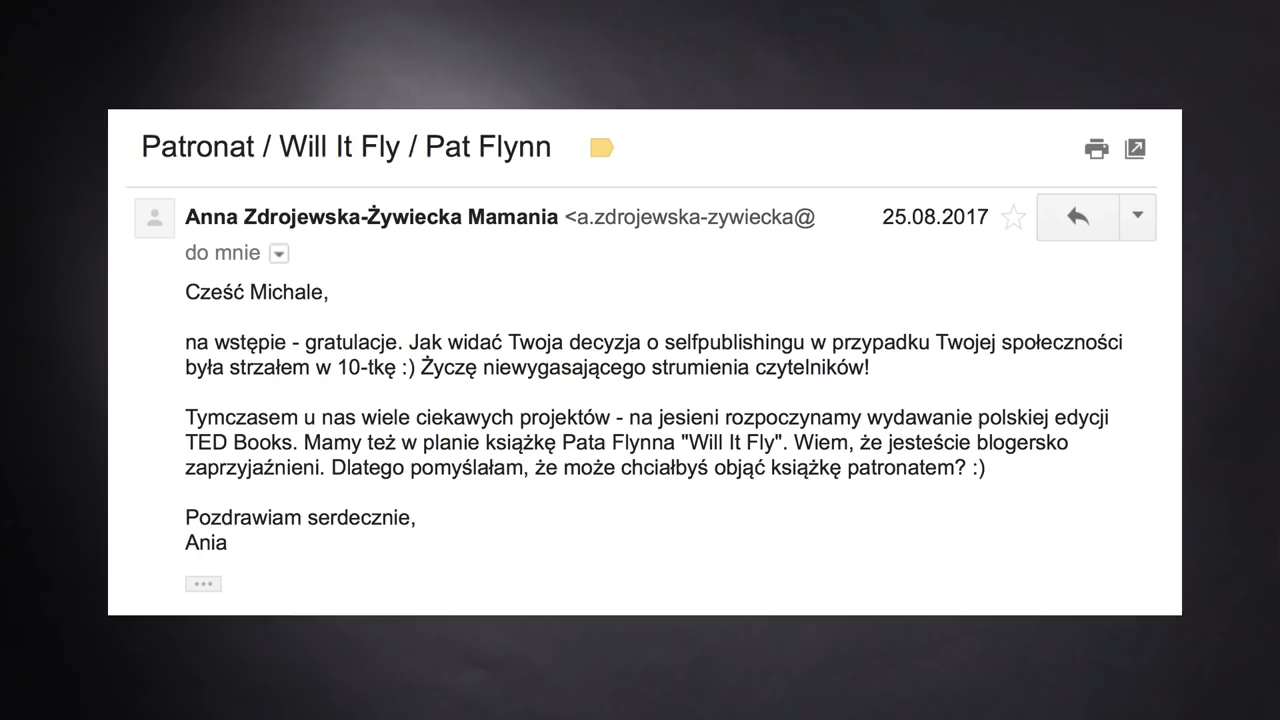 Patronat / Will It Fly / Pat Flynn
Anna Zdrojewska-Żywiecka Mamania <a.zdrojewska-zywiecka@ 25.08.2017
do mnie
Cześć Michale,
na wstępie - gratulacje. Jak widać Twoja decyzja o selfpublishingu w przypadku Twojej społeczności
była strzałem w 10-tkę :) Życzę niewygasającego strumienia czytelników!
Tymczasem u nas wiele ciekawych projektów - na jesieni rozpoczynamy wydawanie polskiej edycji
TED Books. Mamy też w planie książkę Pata Flynna "Will It Fly". Wiem, że jesteście blogersko
zaprzyjaźnieni. Dlatego pomyślałam, że może chciałbyś objąć książkę patronatem? :)
Pozdrawiam serdecznie,
Ania